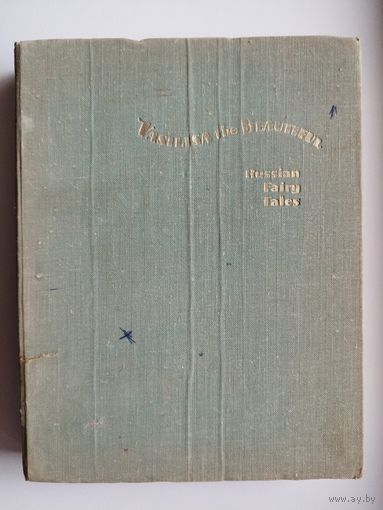 VASILISA the BEAUTIFUL
Russian
Fairy
Tales
www.ay.by